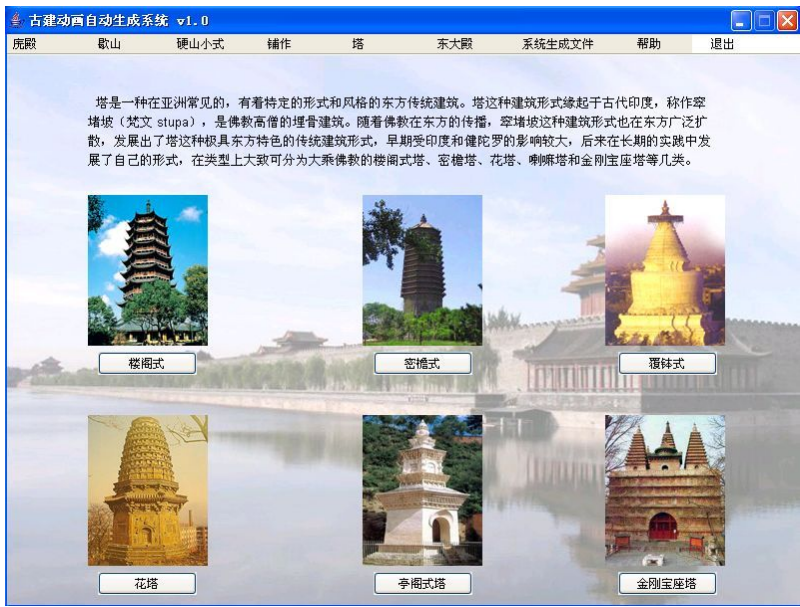 古建动画自动生成系统 v1.0
庑殿 歇山 硬山小式 铺作 塔 东大殿 系统生成文件 帮助 退出
塔是一种在亚洲常见的，有着特定的形式和风格的东方传统建筑。塔这种建筑形式缘起于古代印度，称作窣
堵坡（梵文 stupa），是佛教高僧的埋骨建筑。随着佛教在东方的传播，窣堵坡这种建筑形式也在东方广泛扩
散，发展出了塔这种极具东方特色的传统建筑形式，早期受印度和健陀罗的影响较大，后来在长期的实践中发
展了自己的形式，在类型上大致可分为大乘佛教的楼阁式塔、密檐塔、花塔、喇嘛塔和金刚宝座塔等几类。
楼阁式 密檐式 覆钵式
花塔 亭阁式塔 金刚宝座塔